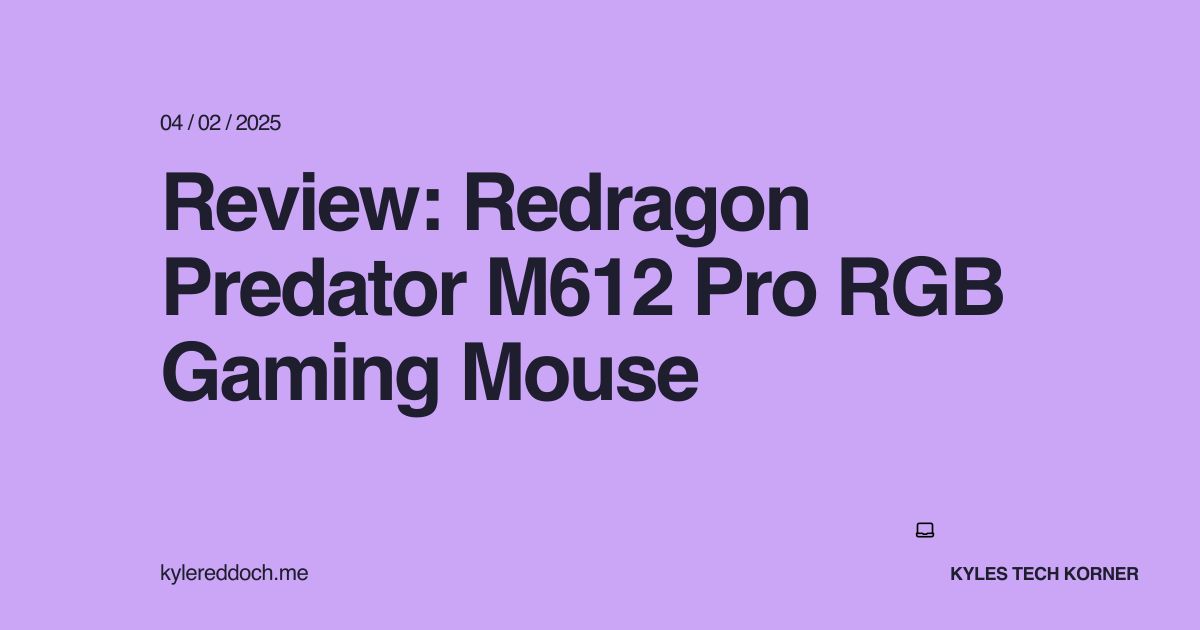 04 / 02 / 2025
Review: Redragon
Predator M612 Pro RGB
Gaming Mouse
kylereddoch.me
KYLES TECH KORNER